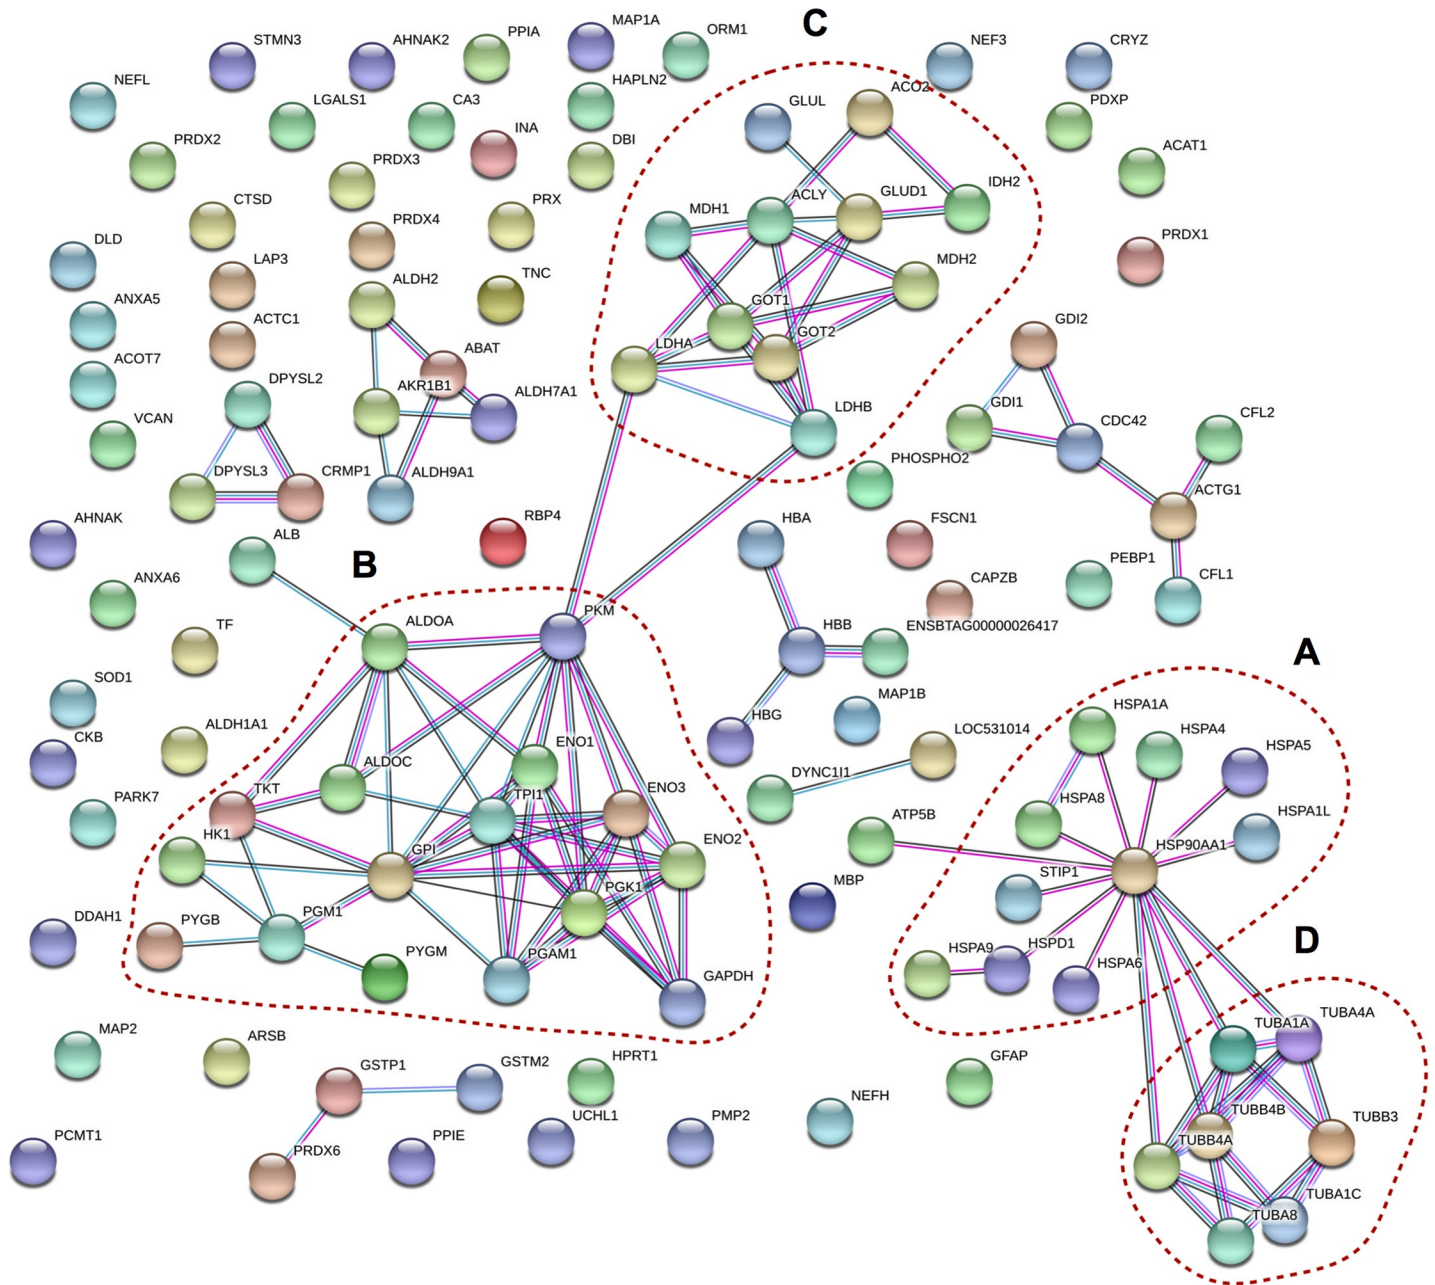 C
MAP1A
ORM1
STMN3
AHNAK2
PPIA
NEF3
CRYZ
NEFL
LGALS1
CA3
HAPLN2
GLUL
ACO2
PDXP
PRDX2
INA
DBI
ACAT1
PRDX3
CTSD
PRX
MDH1
ACLY
GLUD1
IDH2
DLD
PRDX4
PRDX1
LAP3
ALDH2
TNC
MDH2
ANXA5
ACTC1
GOT1
GOT2
GDI2
ACOT7
DPYSL2
ABAT
LDHA
AKR1B1
ALDH7A1
GDI1
VCAN
LDHB
CDC42
CFL2
DPYSL3
CRMP1
ALDH9A1
PHOSPHO2
ACTG1
AHNAK
ALB
RBP4
HBA
FSCN1
B
PEBP1
CFL1
ANXA6
CAPZB
TF
ALDOA
PKM
HBB
ENSBTAG00000026417
A
SOD1
MAP1B
HSPA1A
HBG
CKB
ALDH1A1
ENO1
LOC531014
HSPA4
HSPA5
ALDOC
DYNC1I1
TKT
TPI1
ENO3
HSPA8
HSPA1L
PARK7
HK1
GPI
ENO2
ATP5B
HSP90AA1
STIP1
PGK1
MBP
DDAH1
PYGB
PGM1
PYGM
PGAM1
GAPDH
HSPA9
HSPD1
HSPA6
D
TUBA1A
TUBA4A
MAP2
ARSB
GSTP1
GSTM2
HPRT1
GFAP
UCHL1
PMP2
NEFH
TUBB4B
TUBB3
PCMT1
PRDX6
PPIE
TUBB4A
TUBA1C
TUBA8